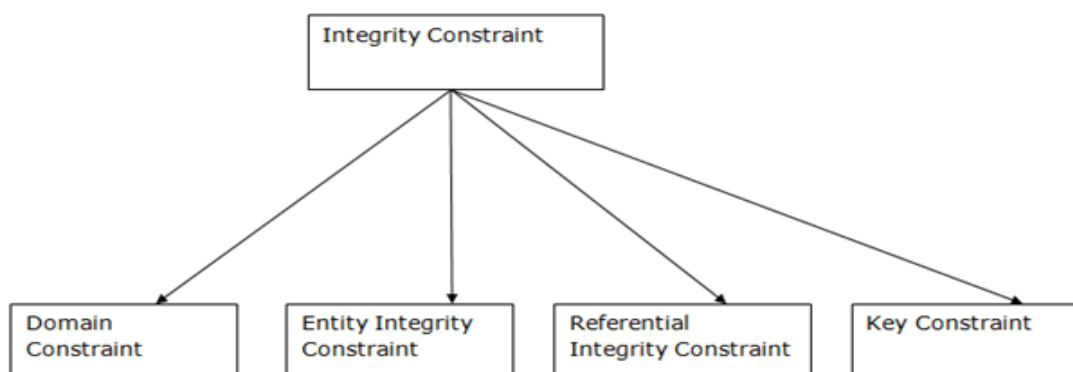 Integrity Constraint
Domain
Constraint
Entity Integrity
Constraint
Referential
Integrity Constraint
Key Constraint